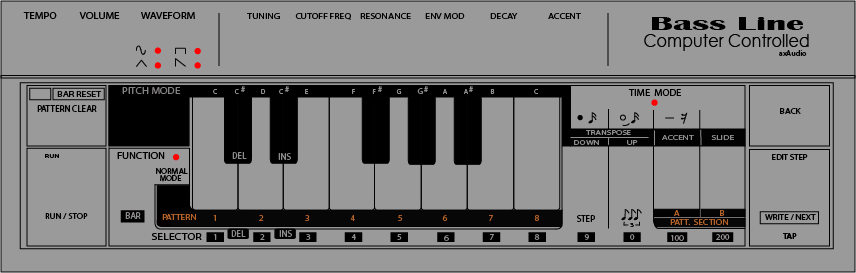 TEMPO VOLUME WAVEFORM TUNING CUTOFF FREQ RESONANCE ENV MOD DECAY ACCENT
Bass Line
Computer Controlled
axAudio
BAR RESET
PATTERN CLEAR
PITCH MODE
C C# D C# E F F# G G# A A# B C
TIME MODE
BACK
TRANSPOSE
DOWN UP ACCENT SLIDE
RUN
FUNCTION
DEL INS
EDIT STEP
NORMAL
MODE
RUN / STOP
BAR
PATTERN 1 2 3 4 5 6 7 8
STEP
3
A B
PATT. SECTION
WRITE / NEXT
SELECTOR 1 DEL 2 INS 3 4 5 6 7 8 9 0 100 200
TAP